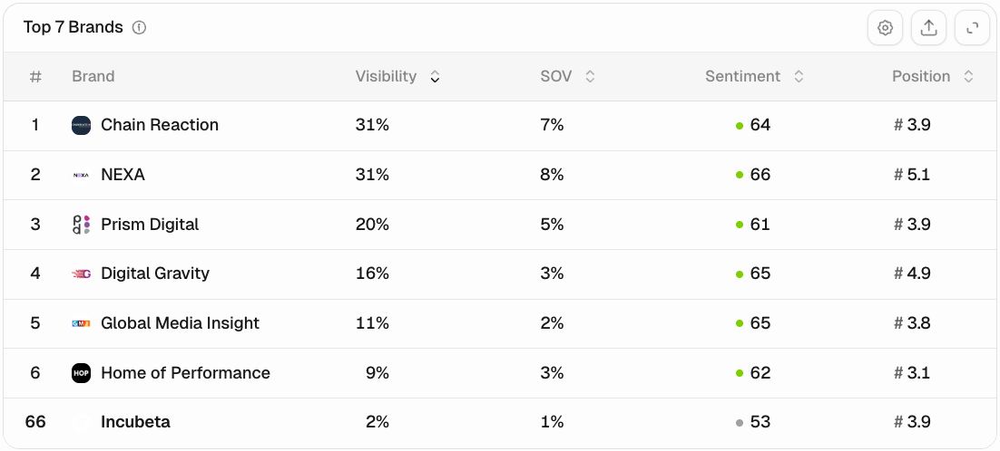 Top 7 Brands
# Brand Visibility SOV Sentiment Position
1 Chain Reaction 31% 7% 64 # 3.9
2 NEXA NEXA 31% 8% 66 # 5.1
3 Prism Digital 20% 5% 61 # 3.9
4 Digital Gravity 16% 3% 65 # 4.9
5 GMI Global Media Insight 11% 2% 65 # 3.8
6 HOP Home of Performance 9% 3% 62 # 3.1
66 Incubeta 2% 1% 53 # 3.9